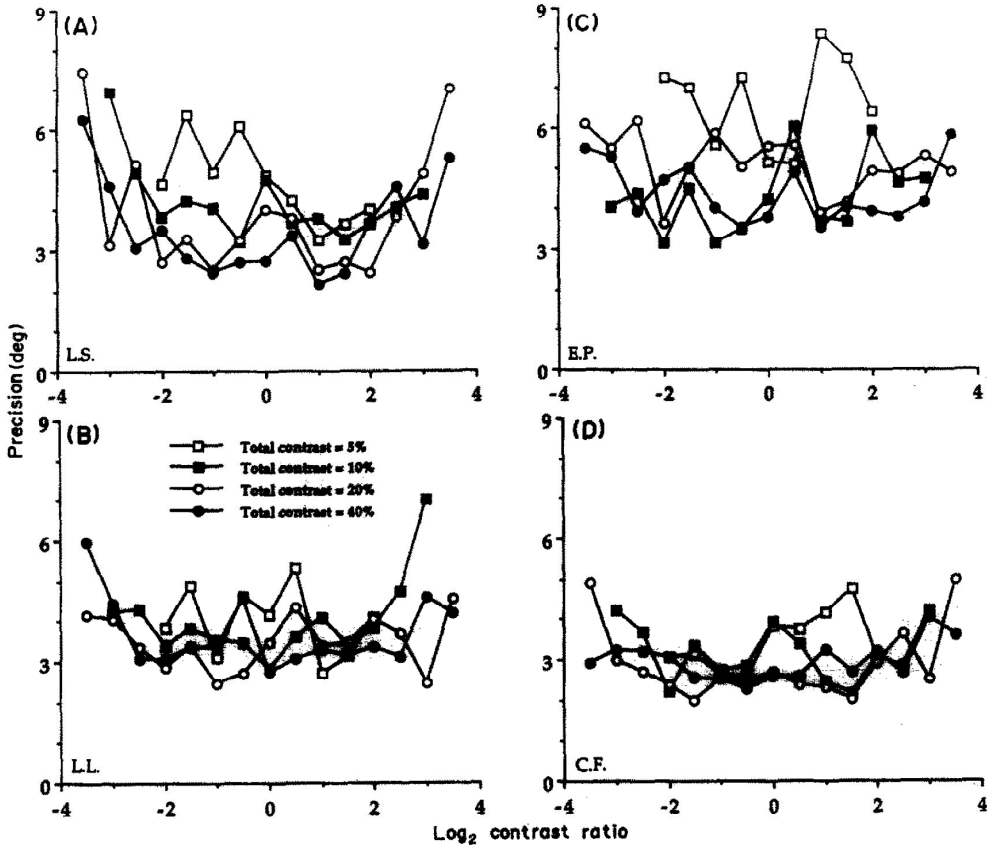 (A)
9
6
3
0
L.S.
-4
-2
0
2
4
(C)
9
6
3
0
E.P.
-4
-2
0
2
4
Precision (deg)
(B)
9
6
3
0
Total contrast = 5%
Total contrast = 10%
Total contrast = 20%
Total contrast = 40%
L.L.
-4
-2
0
2
4
(D)
9
6
3
0
C.F.
-4
-2
0
2
4
Log2 contrast ratio